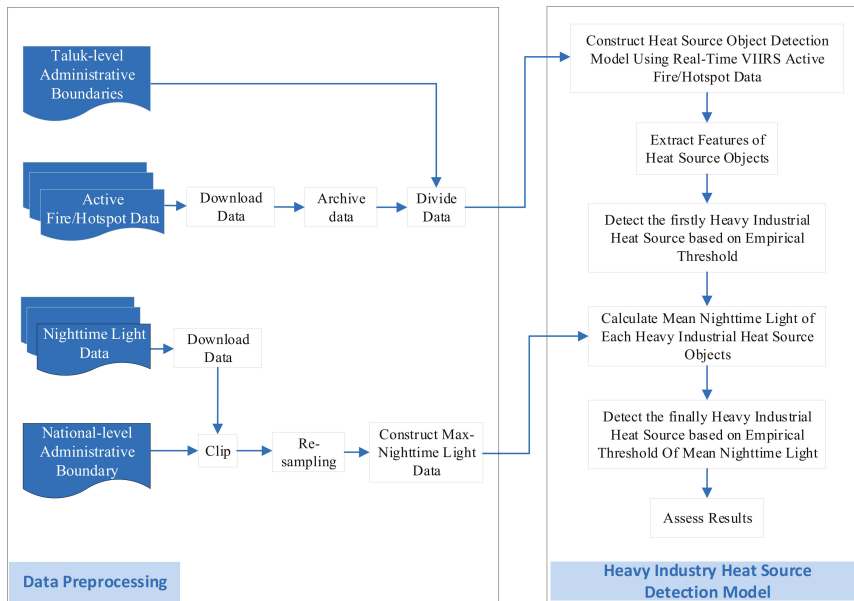 Taluk-level
Administrative
Boundaries
Active
Fire/Hotspot Data
Download
Data
Archive
data
Divide
Data
Nighttime Light
Data
Download
Data
National-level
Administrative
Boundary
Clip
Re-
sampling
Construct Max-
Nighttime Light
Data
Data Preprocessing
Construct Heat Source Object Detection
Model Using Real-Time VIIRS Active
Fire/Hotspot Data
Extract Features of
Heat Source Objects
Detect the firstly Heavy Industrial
Heat Source based on Empirical
Threshold
Calculate Mean Nighttime Light of
Each Heavy Industrial Heat Source
Objects
Detect the finally Heavy Industrial
Heat Source based on Empirical
Threshold Of Mean Nighttime Light
Assess Results
Heavy Industry Heat Source
Detection Model